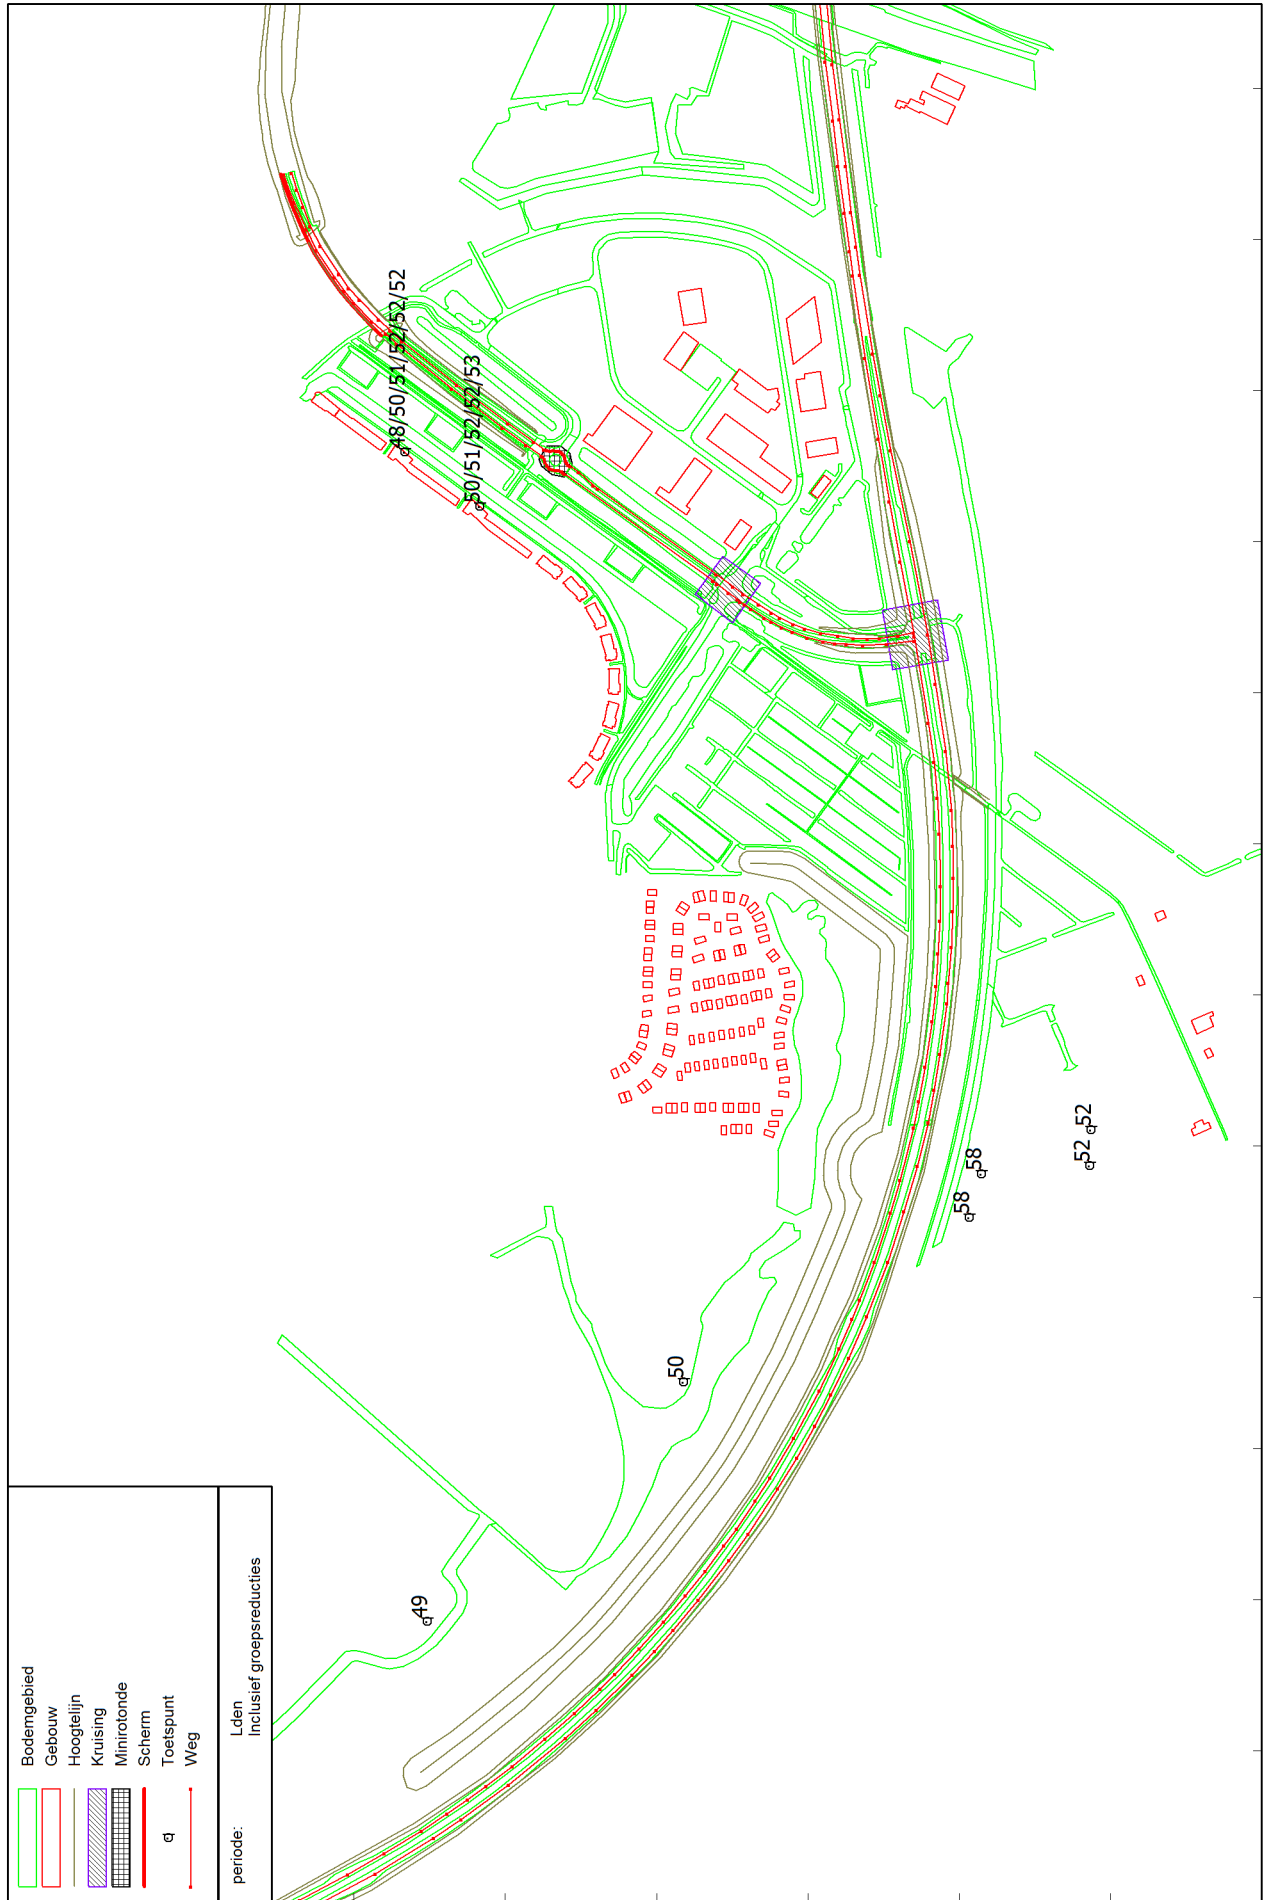 Bodemgebied
Gebouw
Hoogtelijn
Kruising
Minirotonde
Scherm
Toetspunt
Weg
periode: Lden
Inclusief groepsreducties
49
50
58
58
52
52
50/51/52/52/53
48/50/51/52/52/52